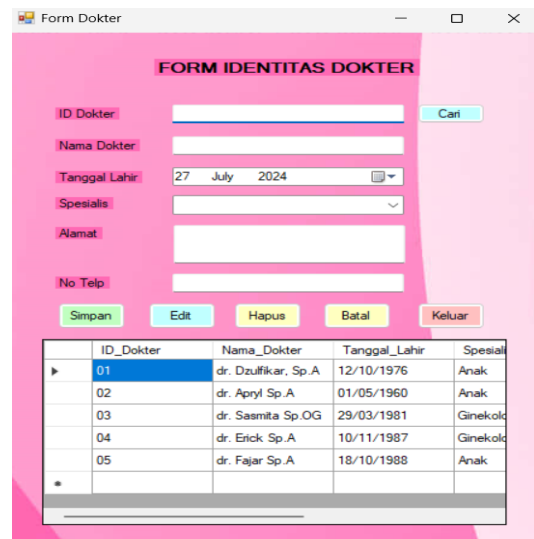 Form Dokter
FORM IDENTITAS DOKTER
ID Dokter Cari
Nama Dokter
Tanggal Lahir 27 July 2024
Spesialis
Alamat
No Telp
Simpan Edit Hapus Batal Keluar
ID_Dokter Nama_Dokter Tanggal_Lahir Spesiali
01 dr. Dzulfikar, Sp.A 12/10/1976 Anak
02 dr. Apryl Sp.A 01/05/1960 Anak
03 dr. Sasmita Sp.OG 29/03/1981 Ginekolo
04 dr. Erick Sp.A 10/11/1987 Ginekolo
05 dr. Fajar Sp.A 18/10/1988 Anak